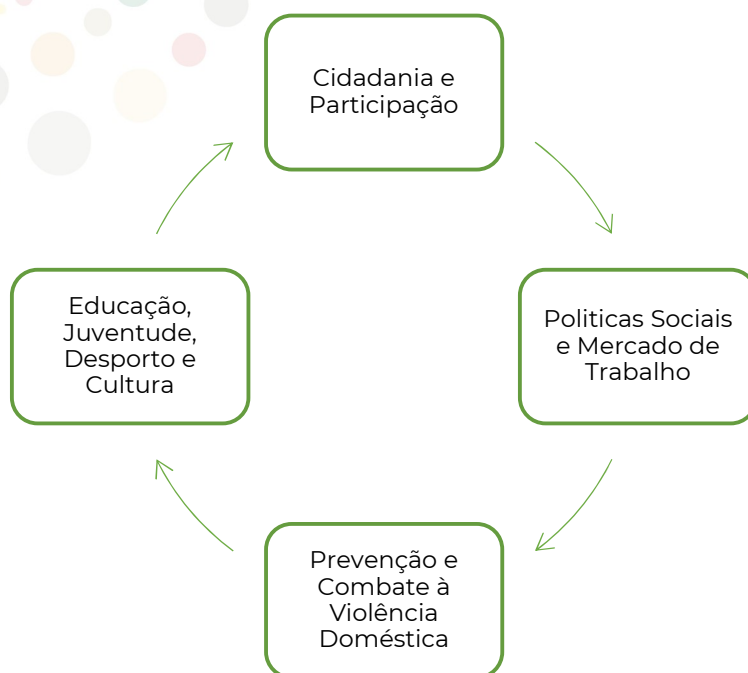 Cidadania e
Participação
Politicas Sociais
e Mercado de
Trabalho
Prevenção e
Combate à
Violência
Doméstica
Educação,
Juventude,
Desporto e
Cultura